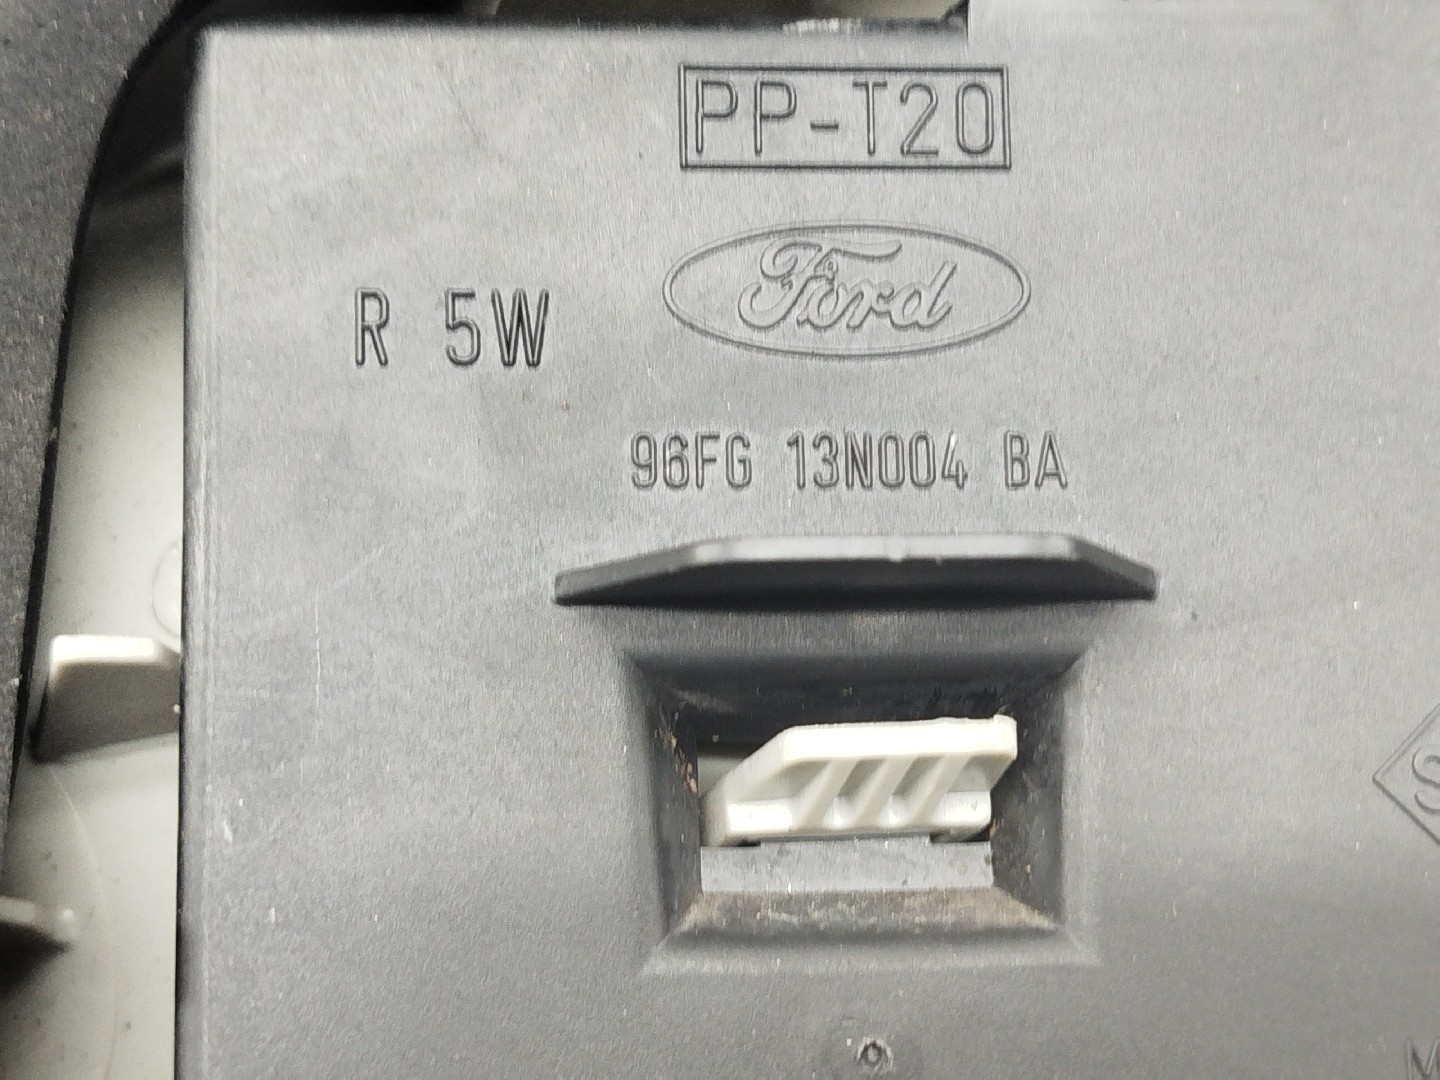 PP-T20
Ford
R 5W
96FG 13N004 BA